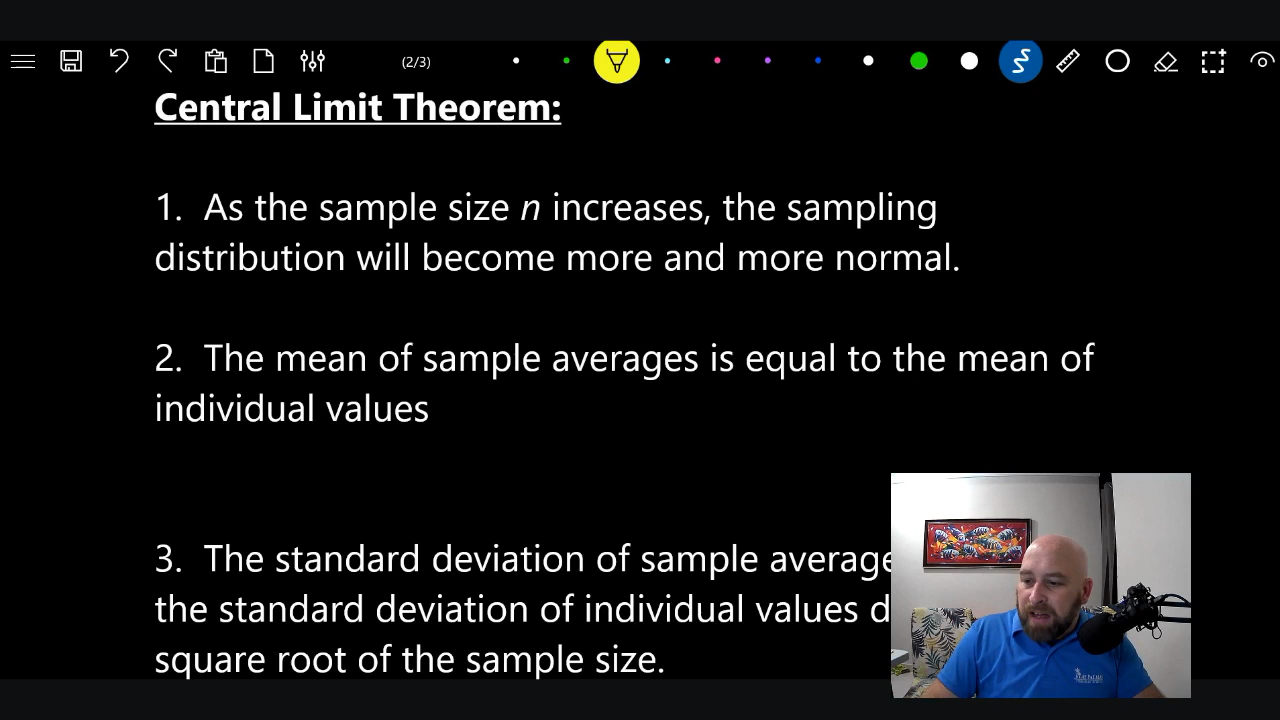 (2/3)
Central Limit Theorem:
1. As the sample size n increases, the sampling
distribution will become more and more normal.
2. The mean of sample averages is equal to the mean of
individual values
3. The standard deviation of sample average
the standard deviation of individual values d
square root of the sample size.